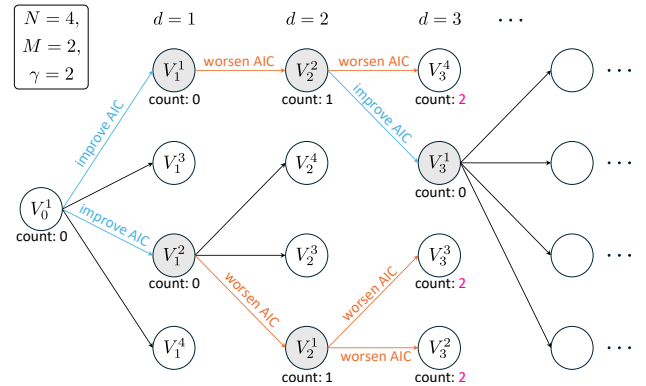 N = 4,
M = 2,
γ = 2
d = 1
d = 2
d = 3
· · ·
V_1^1
count: 0
worsen AIC
V_2^2
count: 1
worsen AIC
V_3^4
count: 2
· · ·
improve AIC
improve AIC
V_1^3
V_2^4
V_3^1
count: 0
· · ·
V_0^1
count: 0
improve AIC
V_1^2
count: 0
V_2^3
V_3^3
count: 2
· · ·
worsen AIC
worsen AIC
V_1^4
V_2^1
count: 1
worsen AIC
V_3^2
count: 2
· · ·